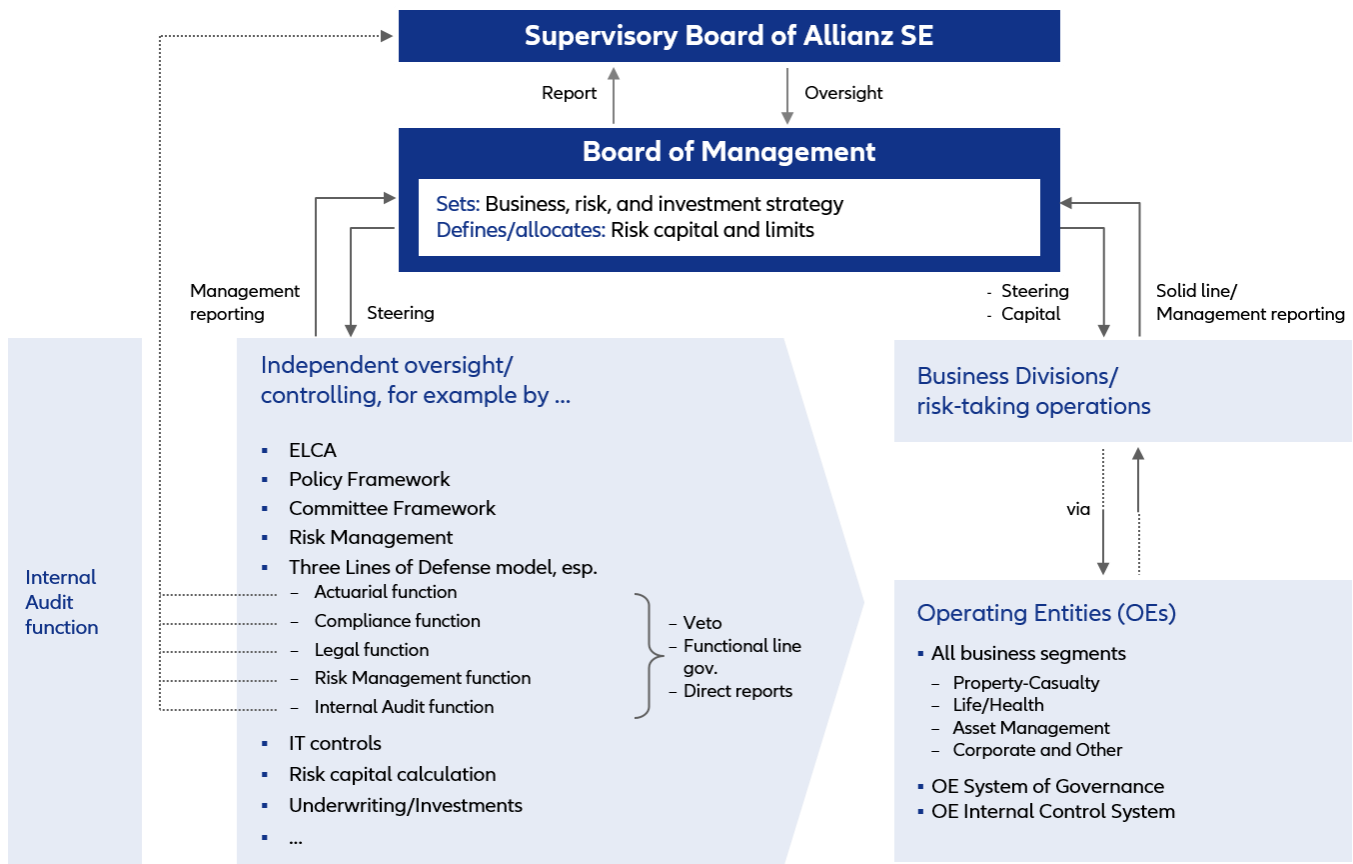 Supervisory Board of Allianz SE
Report
Oversight
Board of Management
Sets: Business, risk, and investment strategy
Defines/allocates: Risk capital and limits
Management
reporting
Steering
- Steering
- Capital
Solid line/
Management reporting
Internal
Audit
function
Independent oversight/
controlling, for example by ...
▪ ELCA
▪ Policy Framework
▪ Committee Framework
▪ Risk Management
▪ Three Lines of Defense model, esp.
– Actuarial function
– Compliance function
– Legal function
– Risk Management function
– Internal Audit function
– Veto
– Functional line
gov.
– Direct reports
▪ IT controls
▪ Risk capital calculation
▪ Underwriting/Investments
▪ ...
Business Divisions/
risk-taking operations
via
Operating Entities (OEs)
▪ All business segments
– Property-Casualty
– Life/Health
– Asset Management
– Corporate and Other
▪ OE System of Governance
▪ OE Internal Control System